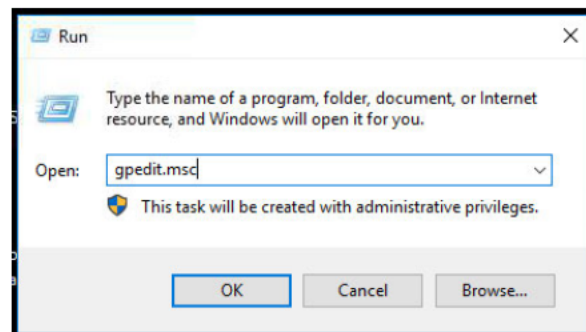 Run
Type the name of a program, folder, document, or Internet
resource, and Windows will open it for you.
Open:
gpedit.msc
This task will be created with administrative privileges.
OK
Cancel
Browse...